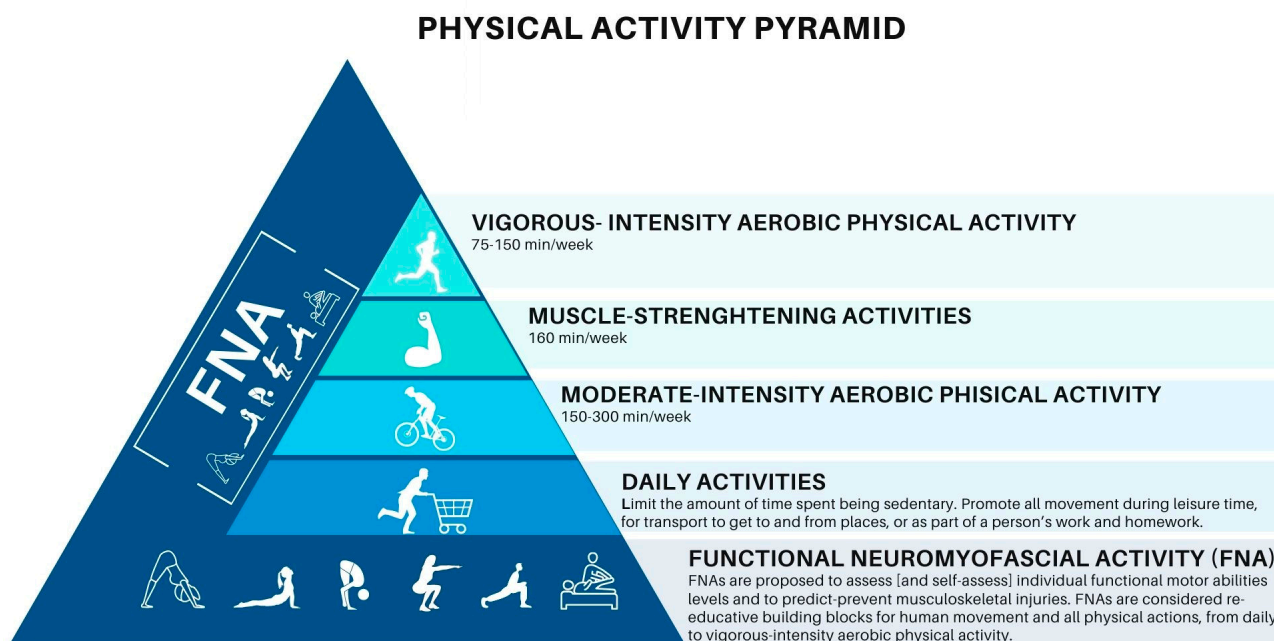 PHYSICAL ACTIVITY PYRAMID
VIGOROUS- INTENSITY AEROBIC PHYSICAL ACTIVITY
75-150 min/week
MUSCLE-STRENGHTENING ACTIVITIES
160 min/week
MODERATE-INTENSITY AEROBIC PHISICAL ACTIVITY
150-300 min/week
DAILY ACTIVITIES
Limit the amount of time spent being sedentary. Promote all movement during leisure time,
for transport to get to and from places, or as part of a person’s work and homework.
FUNCTIONAL NEUROMYOFASCIAL ACTIVITY (FNA)
FNAs are proposed to assess [and self-assess] individual functional motor abilities
levels and to predict-prevent musculoskeletal injuries. FNAs are considered re-
educative building blocks for human movement and all physical actions, from daily
to vigorous-intensity aerobic physical activity.
FNA